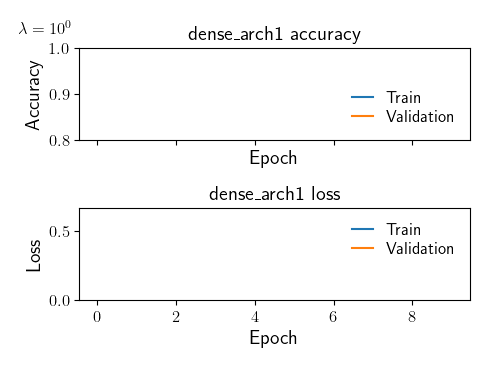 λ = 10⁰
dense_arch1 accuracy
1.0
0.9
0.8
Accuracy
Train
Validation
Epoch
dense_arch1 loss
0.5
0.0
Loss
Train
Validation
0 2 4 6 8
Epoch